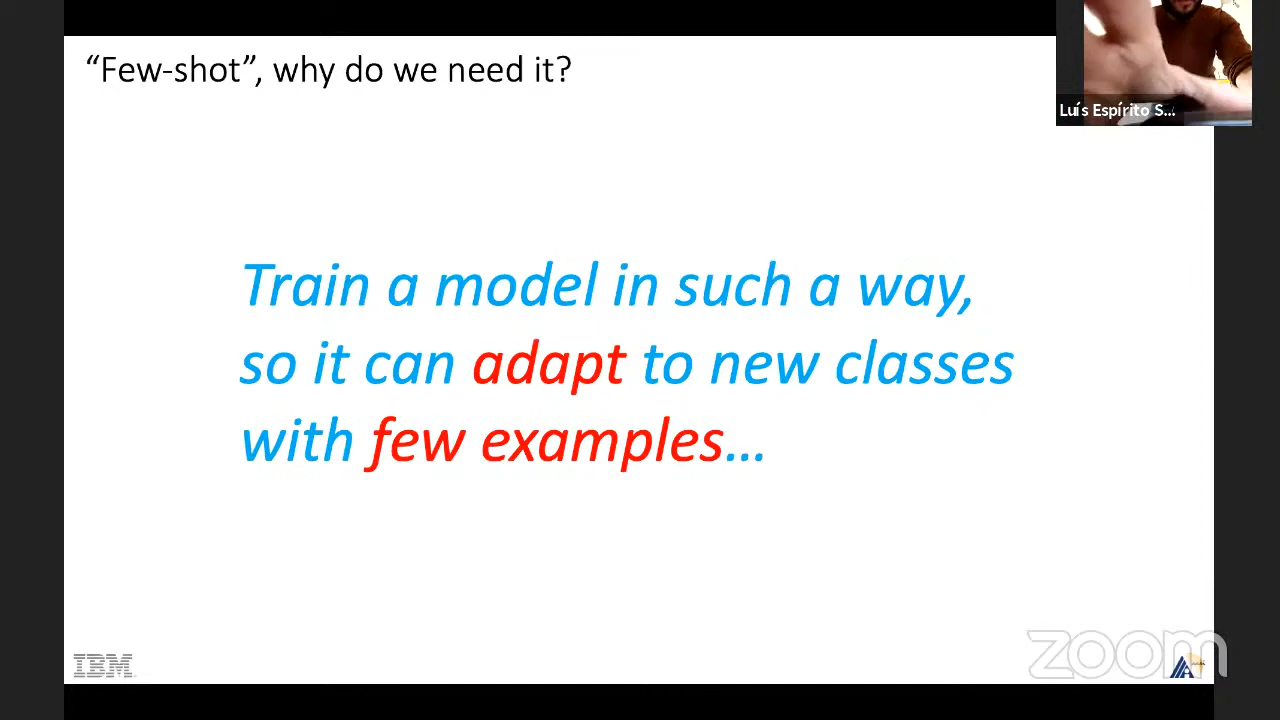 “Few-shot”, why do we need it?
Luís Espírito S...
Train a model in such a way,
so it can adapt to new classes
with few examples...
IBM
zoom